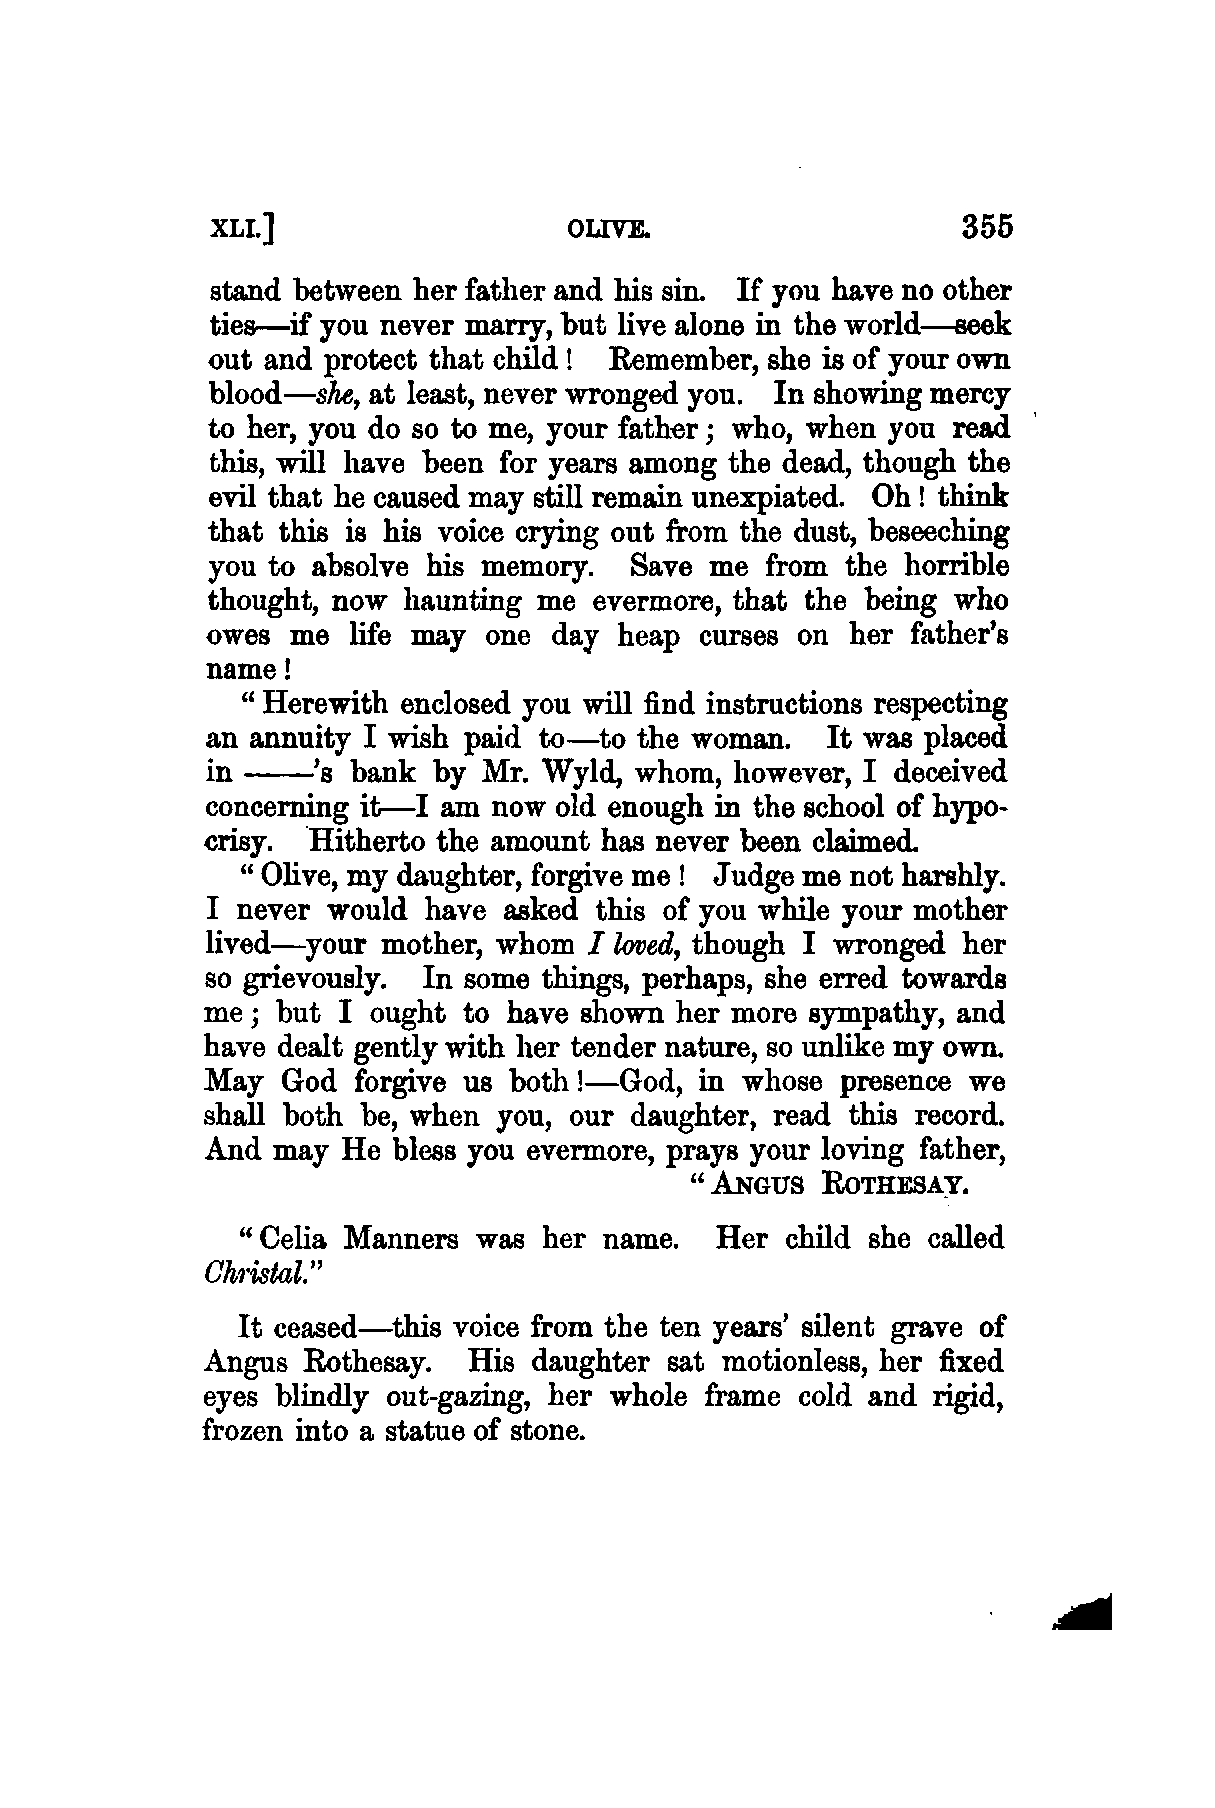 XLI.] OLIVE. 355
stand between her father and his sin. If you have no other
ties—if you never marry, but live alone in the world—seek
out and protect that child! Remember, she is of your own
blood—she, at least, never wronged you. In showing mercy
to her, you do so to me, your father; who, when you read
this, will have been for years among the dead, though the
evil that he caused may still remain unexpiated. Oh! think
that this is his voice crying out from the dust, beseeching
you to absolve his memory. Save me from the horrible
thought, now haunting me evermore, that the being who
owes me life may one day heap curses on her father's
name!
"Herewith enclosed you will find instructions respecting
an annuity I wish paid to—to the woman. It was placed
in ——'s bank by Mr. Wyld, whom, however, I deceived
concerning it—I am now old enough in the school of hypo-
crisy. Hitherto the amount has never been claimed.
"Olive, my daughter, forgive me! Judge me not harshly.
I never would have asked this of you while your mother
lived—your mother, whom I loved, though I wronged her
so grievously. In some things, perhaps, she erred towards
me; but I ought to have shown her more sympathy, and
have dealt gently with her tender nature, so unlike my own.
May God forgive us both!—God, in whose presence we
shall both be, when you, our daughter, read this record.
And may He bless you evermore, prays your loving father,
"ANGUS ROTHESAY.
"Celia Manners was her name. Her child she called
Christal."
It ceased—this voice from the ten years' silent grave of
Angus Rothesay. His daughter sat motionless, her fixed
eyes blindly out-gazing, her whole frame cold and rigid,
frozen into a statue of stone.